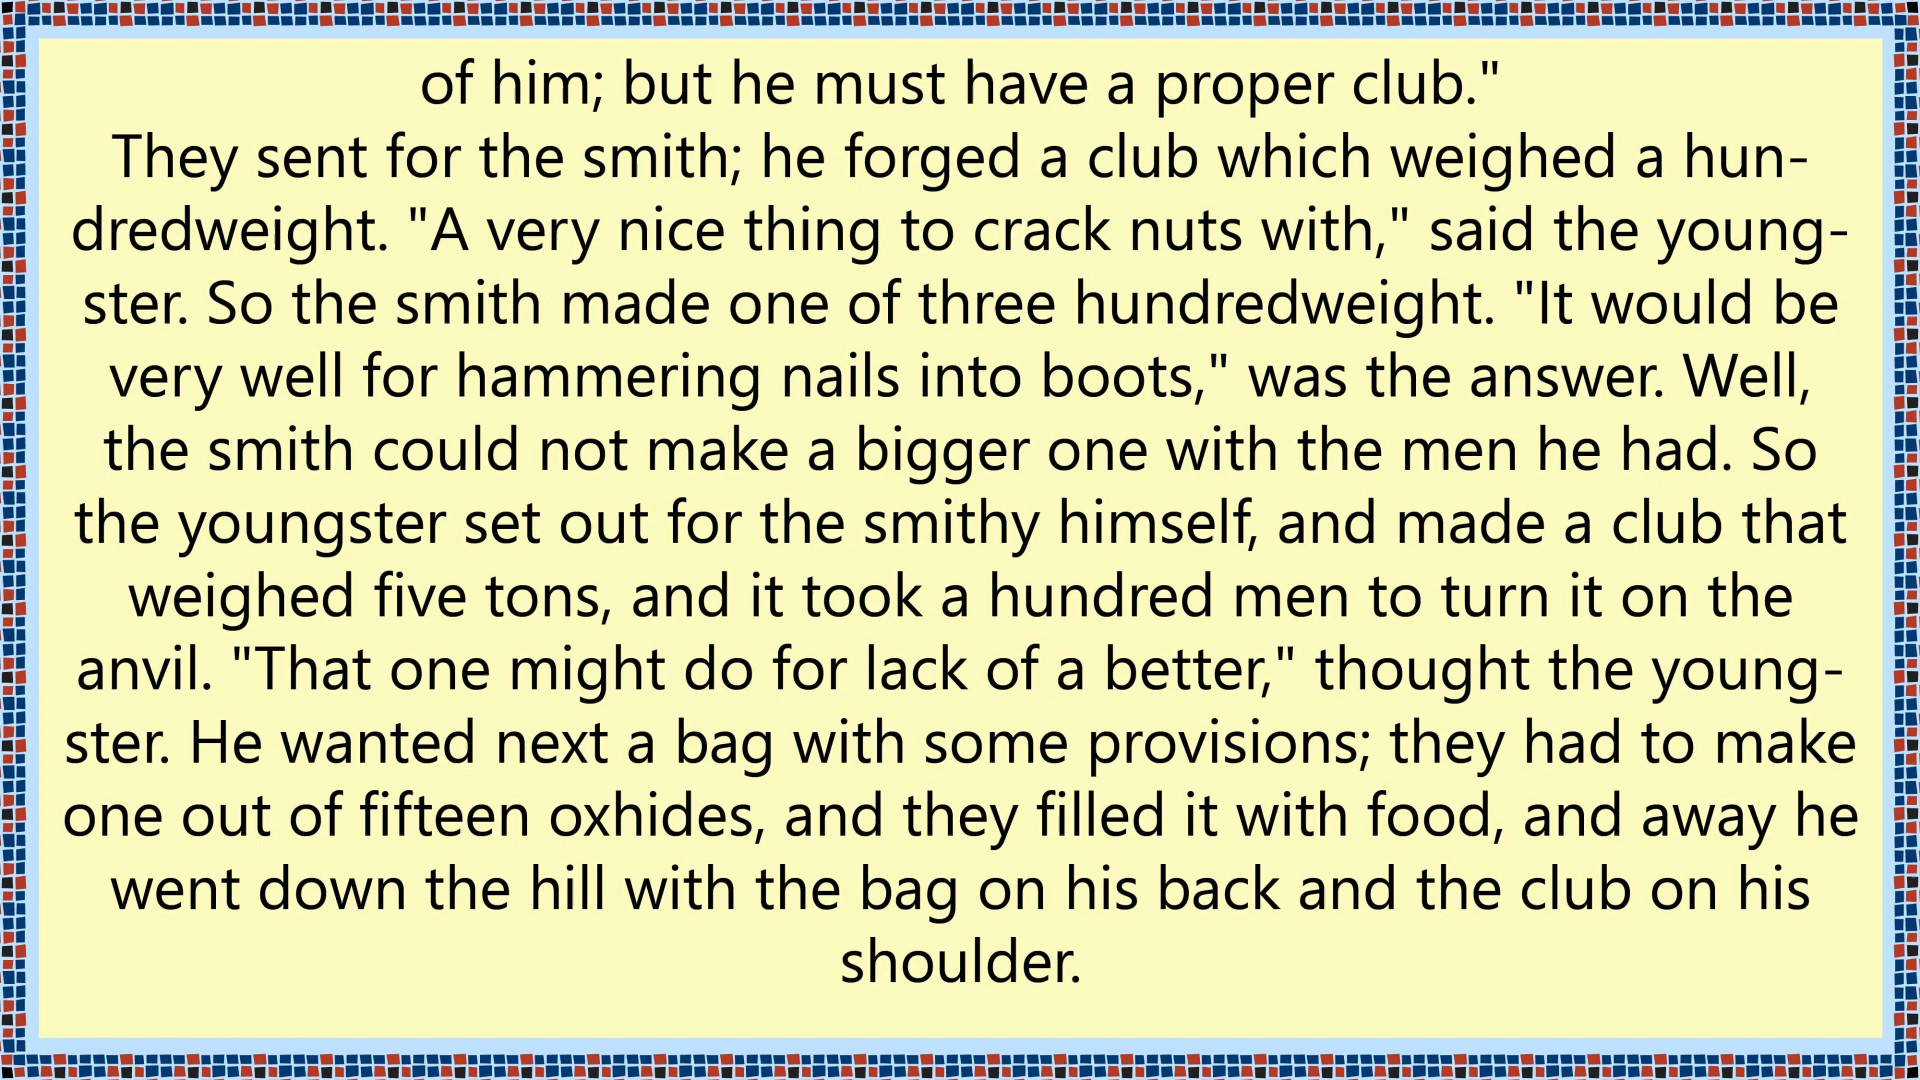 of him; but he must have a proper club."
They sent for the smith; he forged a club which weighed a hun-
dredweight. "A very nice thing to crack nuts with," said the young-
ster. So the smith made one of three hundredweight. "It would be
very well for hammering nails into boots," was the answer. Well,
the smith could not make a bigger one with the men he had. So
the youngster set out for the smithy himself, and made a club that
weighed five tons, and it took a hundred men to turn it on the
anvil. "That one might do for lack of a better," thought the young-
ster. He wanted next a bag with some provisions; they had to make
one out of fifteen oxhides, and they filled it with food, and away he
went down the hill with the bag on his back and the club on his
shoulder.